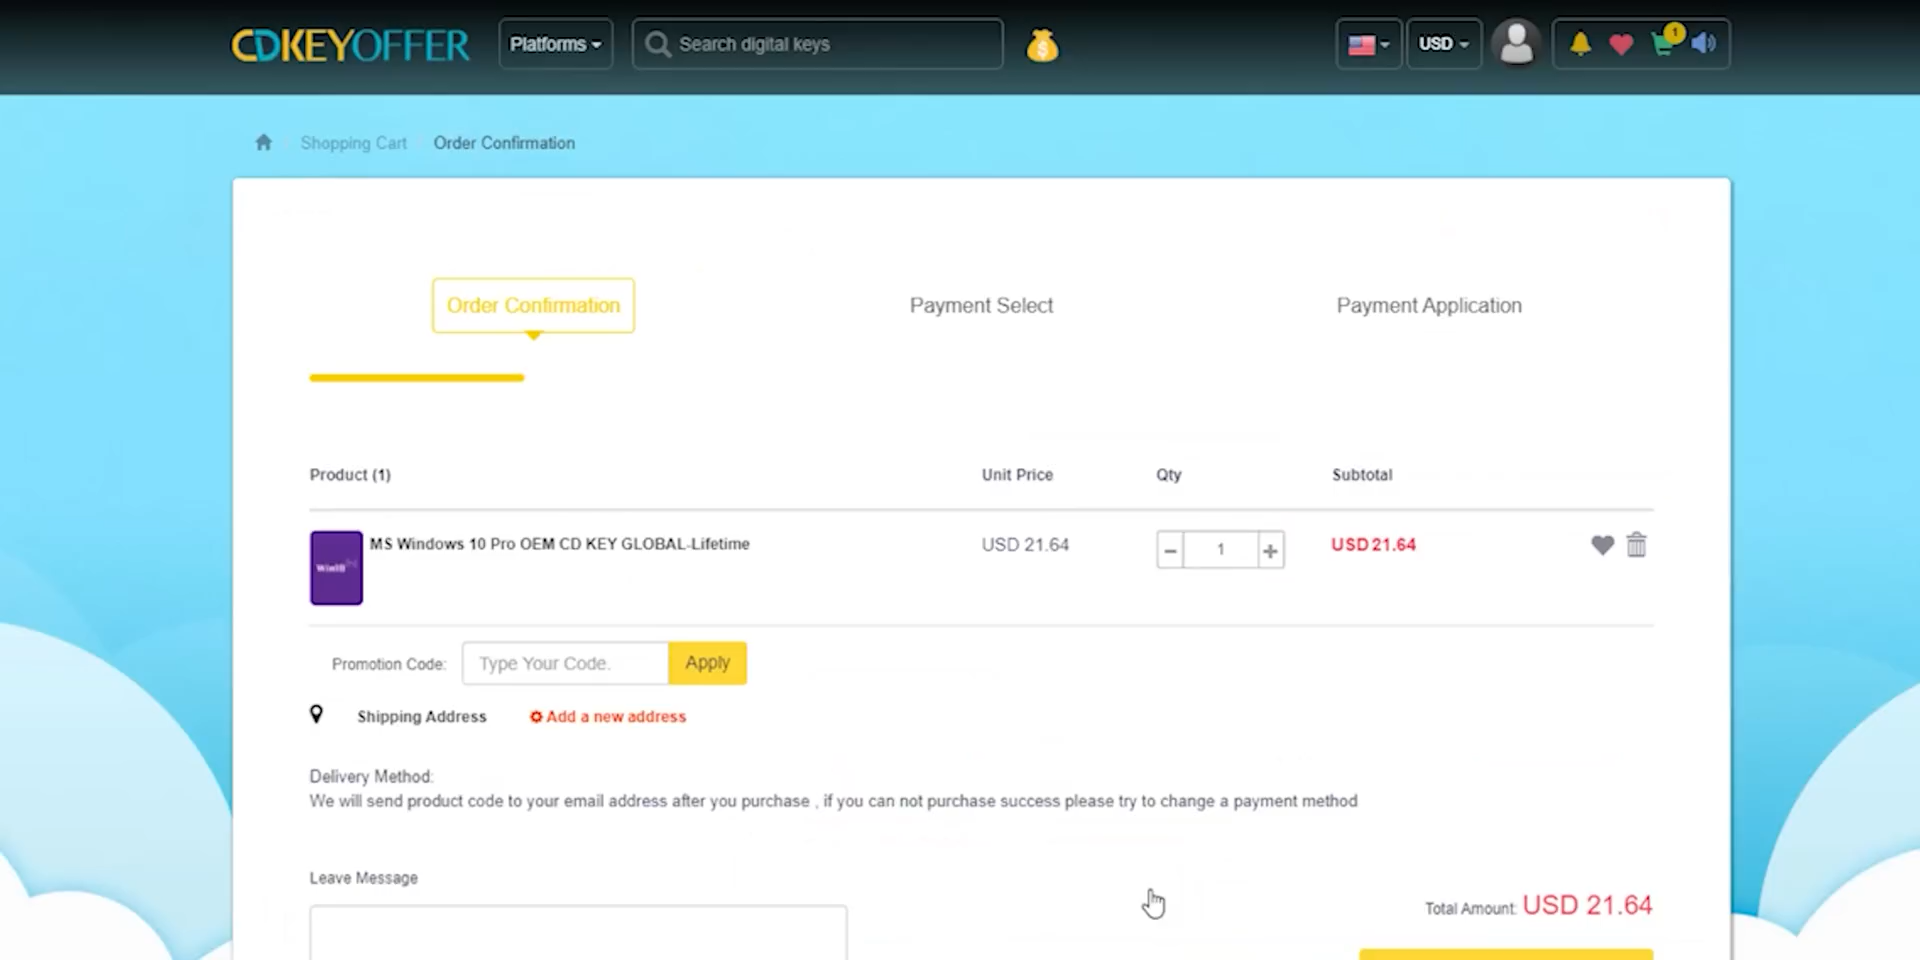 CDKEYOFFER
Platforms
Search digital keys
USD
1
Shopping Cart
Order Confirmation
Order Confirmation
Payment Select
Payment Application
Product (1)
Unit Price
Qty
Subtotal
MS Windows 10 Pro OEM CD KEY GLOBAL-Lifetime
USD 21.64
1
USD 21.64
Win10
Promotion Code:
Type Your Code.
Apply
Shipping Address
Add a new address
Delivery Method:
We will send product code to your email address after you purchase , if you can not purchase success please try to change a payment method
Leave Message
Total Amount: USD 21.64